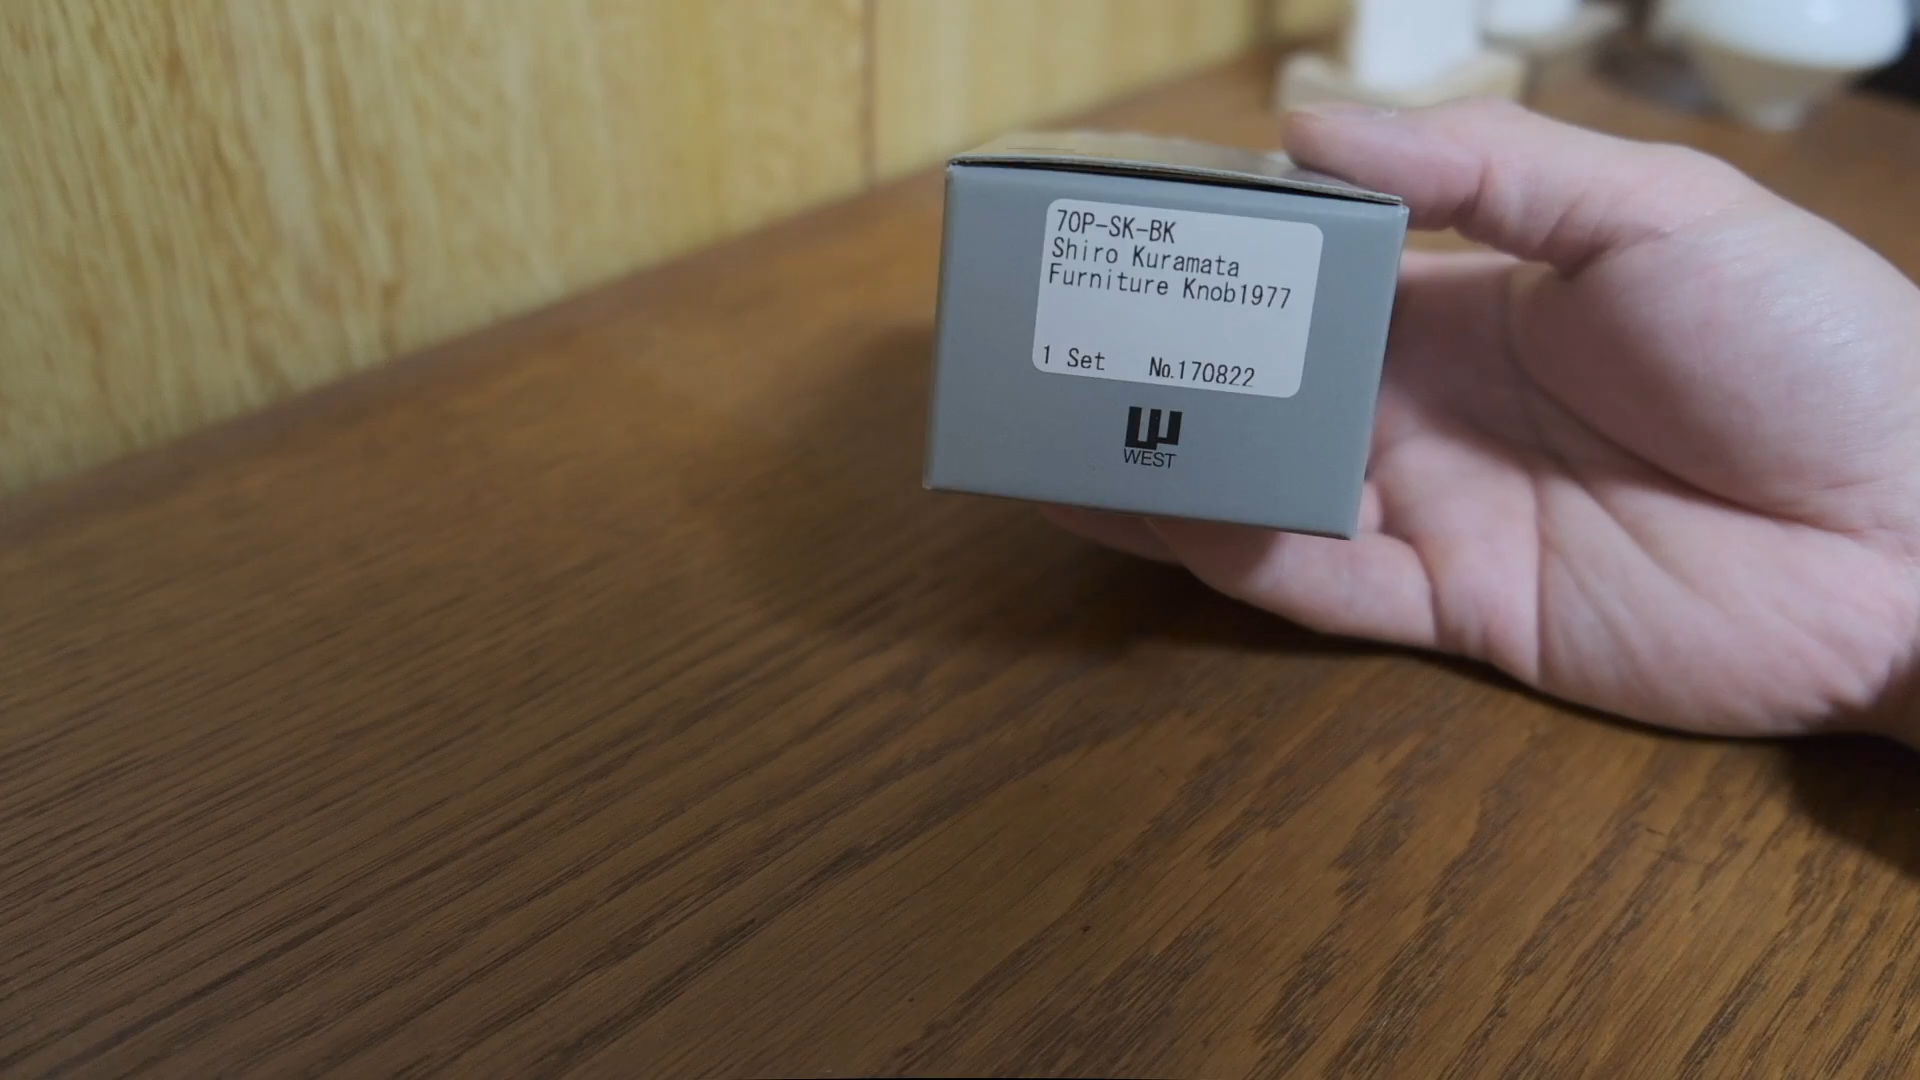 70P-SK-BK
Shiro Kuramata
Furniture Knob1977
1 Set No.170822
WEST